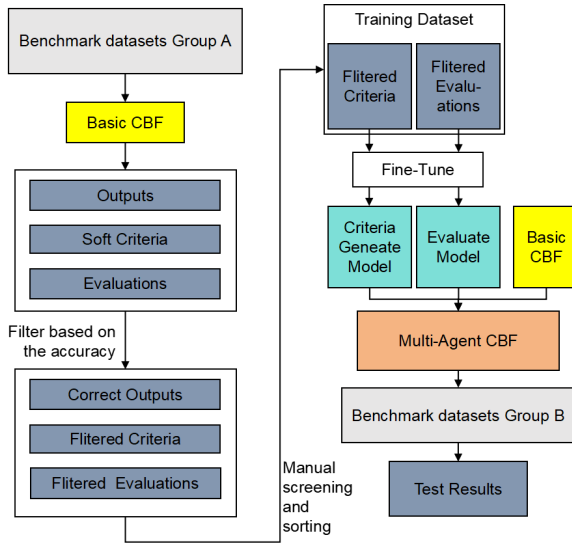 Benchmark datasets Group A
Basic CBF
Outputs
Soft Criteria
Evaluations
Filter based on
the accuracy
Correct Outputs
Flitered Criteria
Flitered Evaluations
Manual
screening
and
sorting
Training Dataset
Flitered
Criteria
Flitered
Evalu-
ations
Fine-Tune
Criteria
Geneate
Model
Evaluate
Model
Basic
CBF
Multi-Agent CBF
Benchmark datasets Group B
Test Results